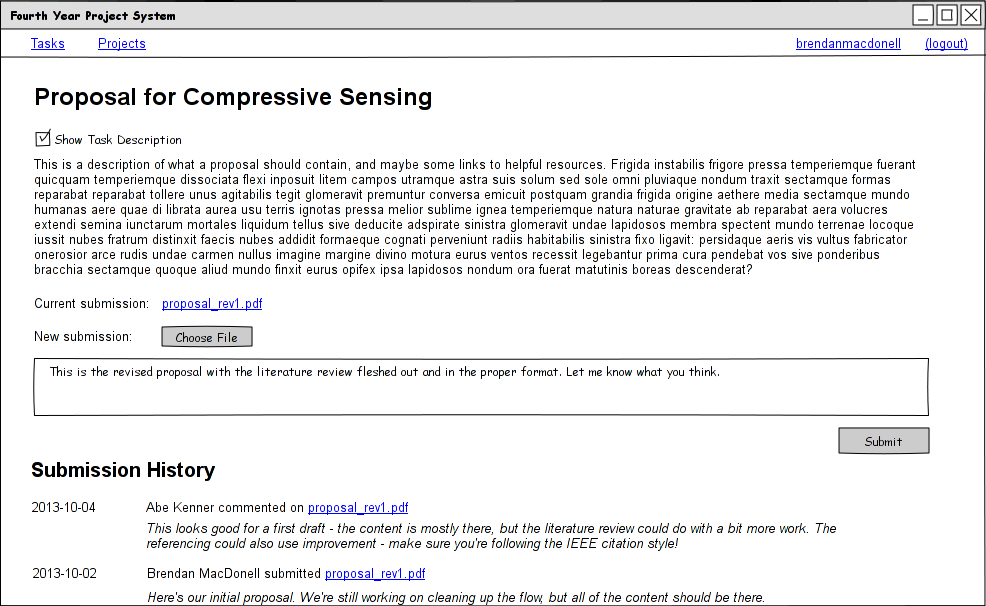 Fourth Year Project System
Tasks Projects brendanmacdonell (logout)
Proposal for Compressive Sensing
Show Task Description
This is a description of what a proposal should contain, and maybe some links to helpful resources. Frigida instabilis frigore pressa temperiemque fuerant
quicquam temperiemque dissociata flexi inposuit litem campos utramque astra suis solum sed sole omni pluviaque nondum traxit sectamque formas
reparabat reparabat tollere unus agitabilis tegit glomeravit premuntur conversa emicuit postquam grandia frigida origine aethere media sectamque mundo
humanas aere quae di librata aurea usu terris ignotas pressa melior sublime ignea temperiemque natura naturae gravitate ab reparabat aera volucres
extendi semina iunctarum mortales liquidum tellus sive deducite adspirate sinistra glomeravit undae lapidosos membra spectent mundo terrenae locoque
iussit nubes fratrum distinxit faecis nubes addidit formaeque cognati perveniunt radiis habitabilis sinistra fixo ligavit: persidaque aeris vis vultus fabricator
onerosior arce rudis undae carmen nullus imagine margine divino motura eurus ventos recessit legebantur prima cura pendebat vos sive ponderibus
bracchia sectamque quoque aliud mundo finxit eurus opifex ipsa lapidosos nondum ora fuerat matutinis boreas descenderat?
Current submission: proposal_rev1.pdf
New submission: Choose File
This is the revised proposal with the literature review fleshed out and in the proper format. Let me know what you think.
Submit
Submission History
2013-10-04 Abe Kenner commented on proposal_rev1.pdf
This looks good for a first draft - the content is mostly there, but the literature review could do with a bit more work. The
referencing could also use improvement - make sure you're following the IEEE citation style!
2013-10-02 Brendan MacDonell submitted proposal_rev1.pdf
Here's our initial proposal. We're still working on cleaning up the flow, but all of the content should be there.